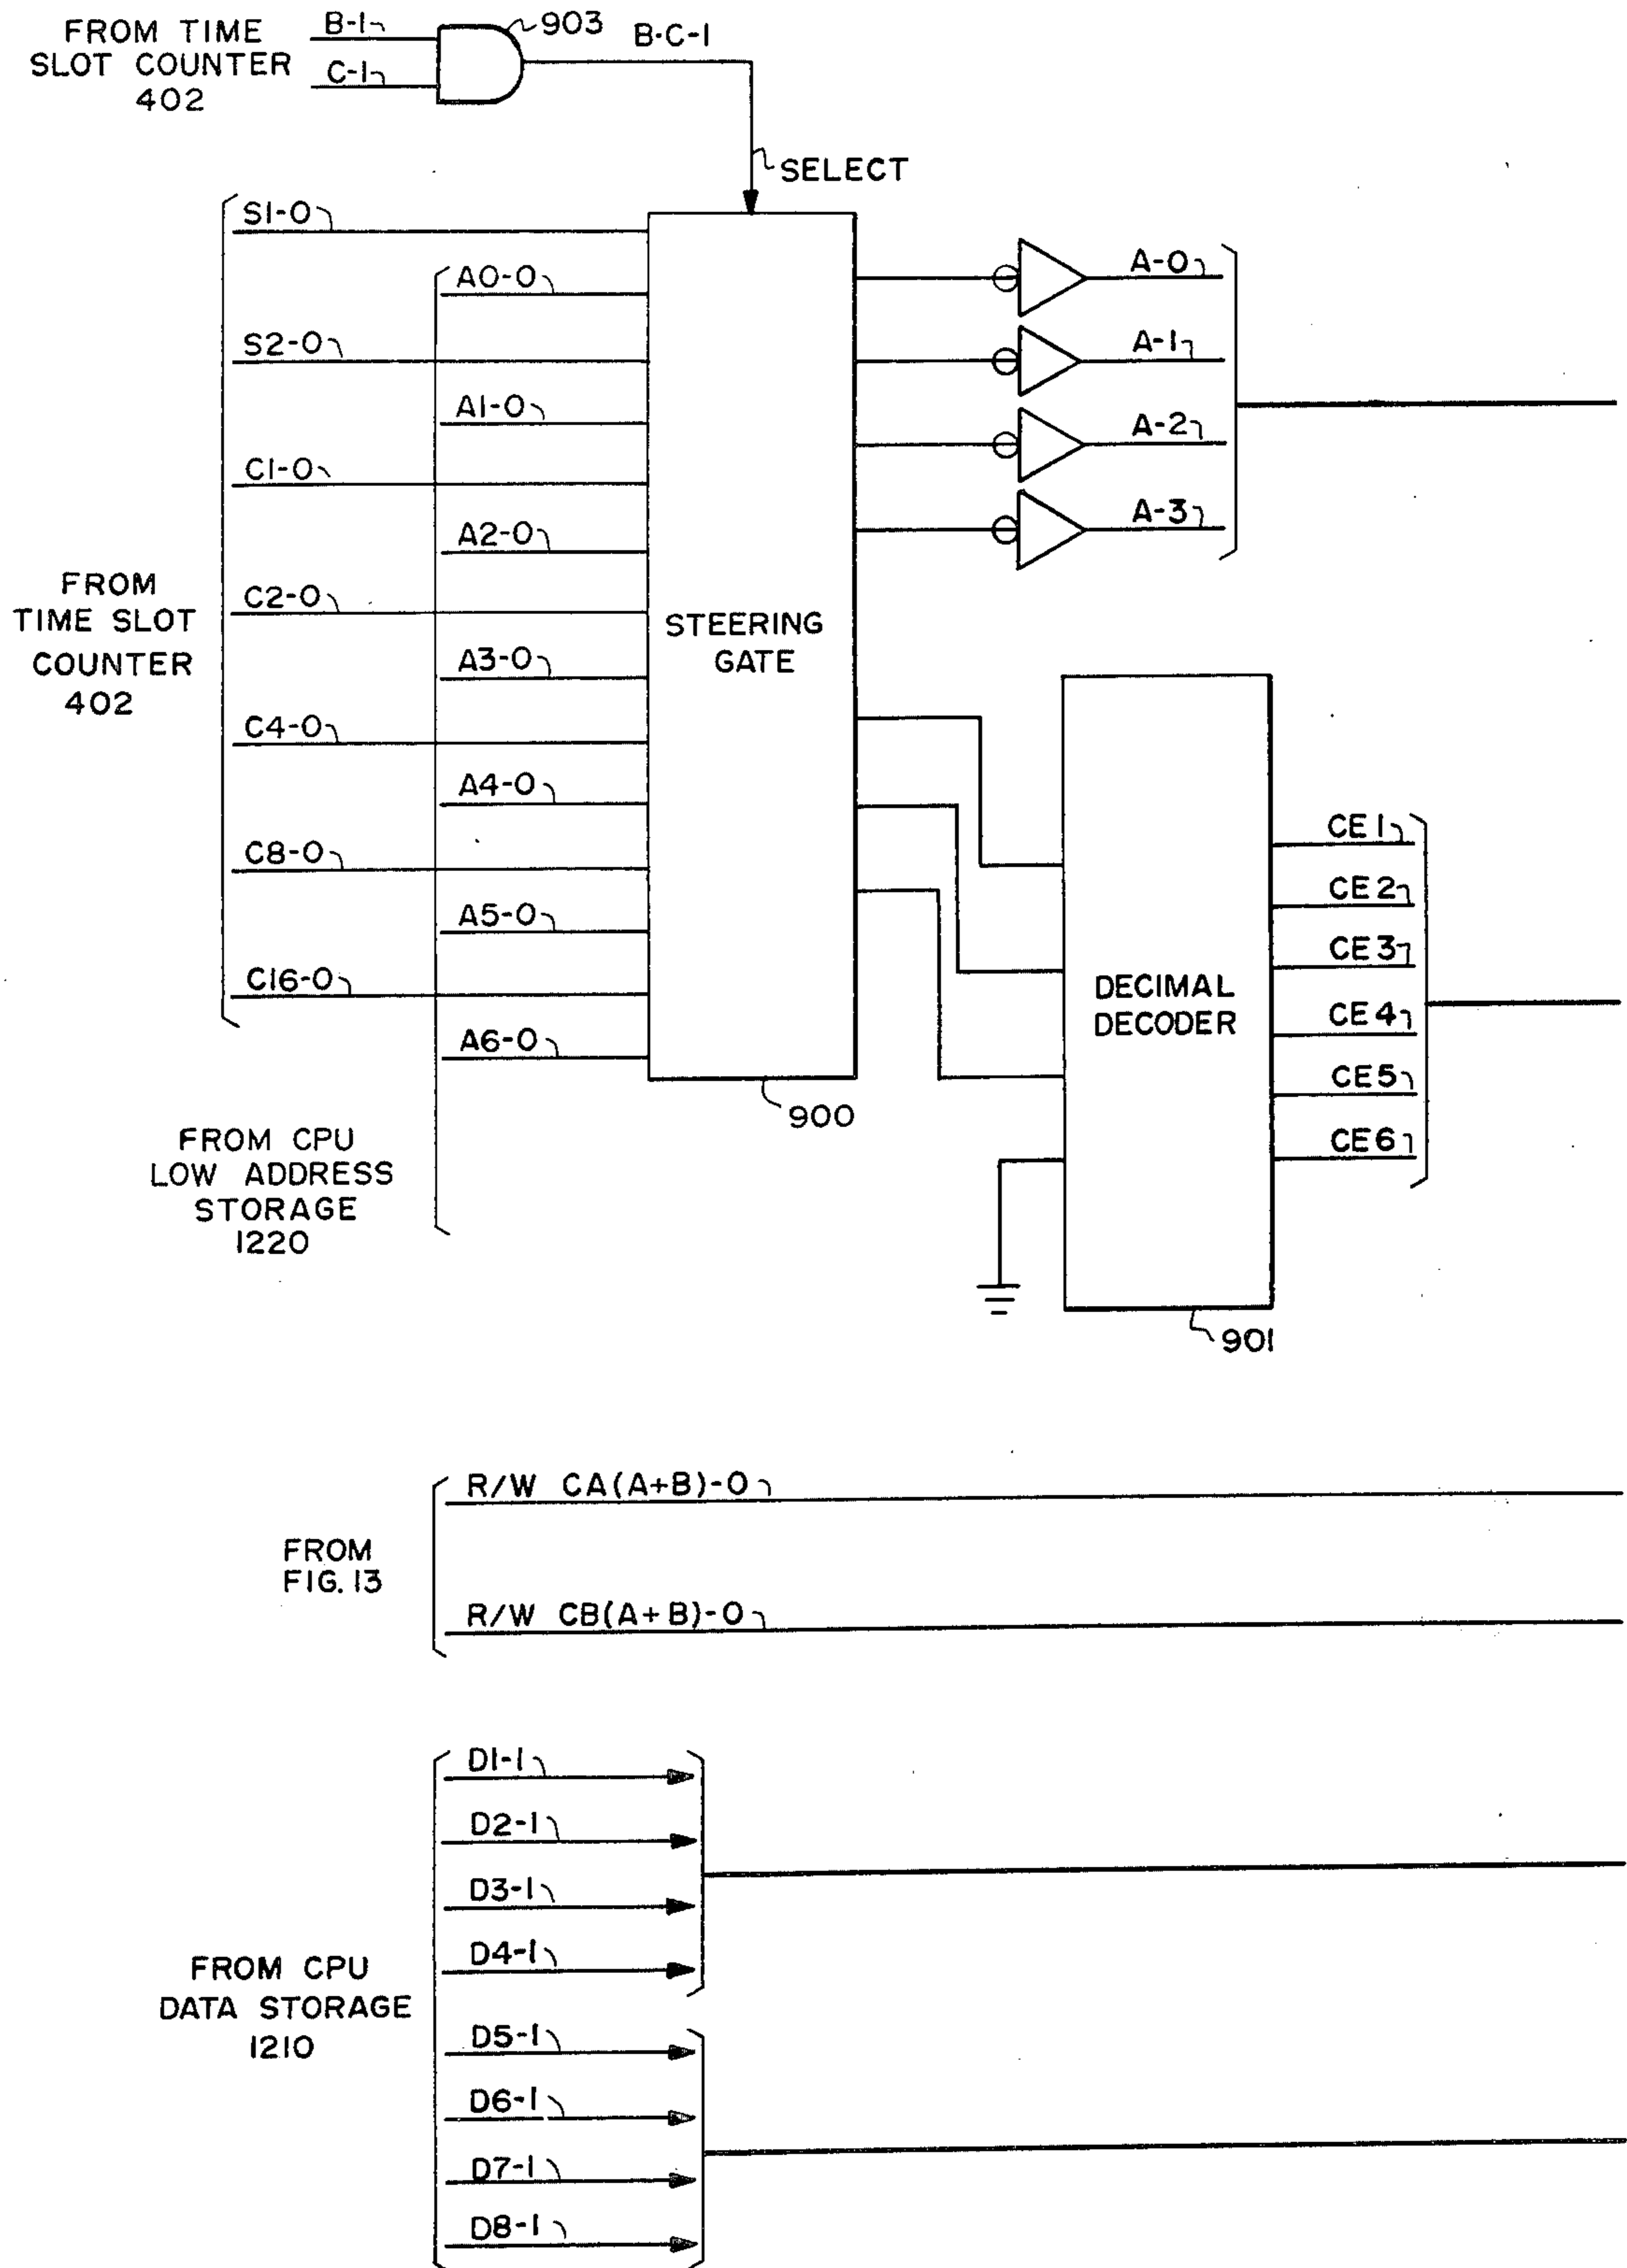 FROM TIME
SLOT COUNTER
402
B-1
C-1
903
B·C-1
SELECT
S1-0
A0-0
S2-0
A1-0
C1-0
A2-0
C2-0
A3-0
C4-0
A4-0
C8-0
A5-0
C16-0
A6-0
FROM
TIME SLOT
COUNTER
402
STEERING
GATE
900
A-0
A-1
A-2
A-3
DECIMAL
DECODER
901
CE1
CE2
CE3
CE4
CE5
CE6
FROM CPU
LOW ADDRESS
STORAGE
1220
FROM
FIG. 13
R/W CA(A+B)-0
R/W CB(A+B)-0
FROM CPU
DATA STORAGE
1210
D1-1
D2-1
D3-1
D4-1
D5-1
D6-1
D7-1
D8-1